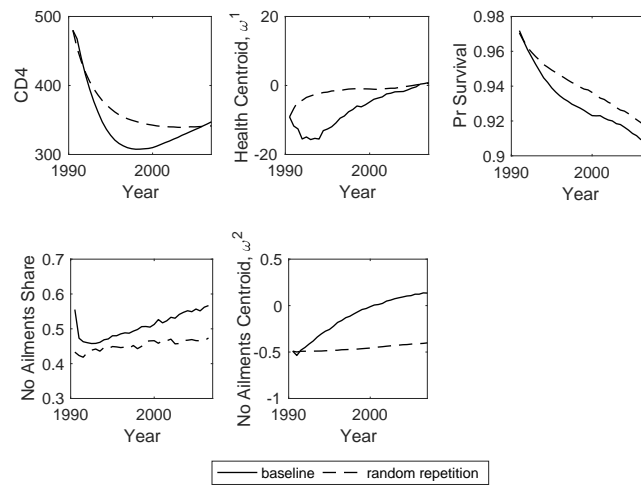 500
400
300
CD4
1990
2000
Year
20
0
-20
Health Centroid, ω¹
1990
2000
Year
0.98
0.96
0.94
0.92
0.9
Pr Survival
1990
2000
Year
0.7
0.6
0.5
0.4
0.3
No Ailments Share
1990
2000
Year
0.5
0
-0.5
-1
No Ailments Centroid, ω²
1990
2000
Year
baseline
random repetition